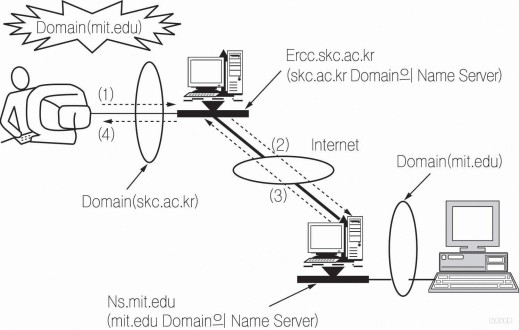 Domain(mit.edu)
Ercc.skc.ac.kr
(skc.ac.kr Domain의 Name Server)
(1)
(4)
(2)
Internet
Domain(mit.edu)
(3)
Domain(skc.ac.kr)
Ns.mit.edu
(mit.edu Domain의 Name Server)